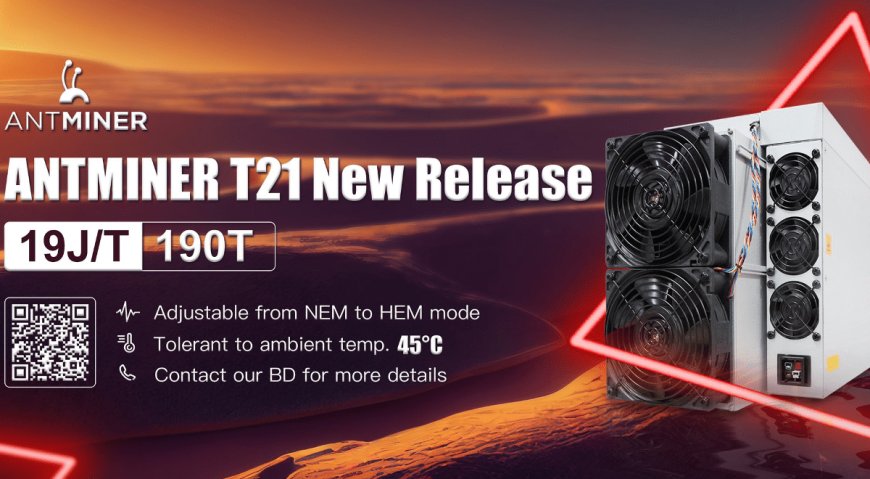 ANTMINER
ANTMINER T21 New Release
19J/T 190T
Adjustable from NEM to HEM mode
Tolerant to ambient temp. 45°C
Contact our BD for more details